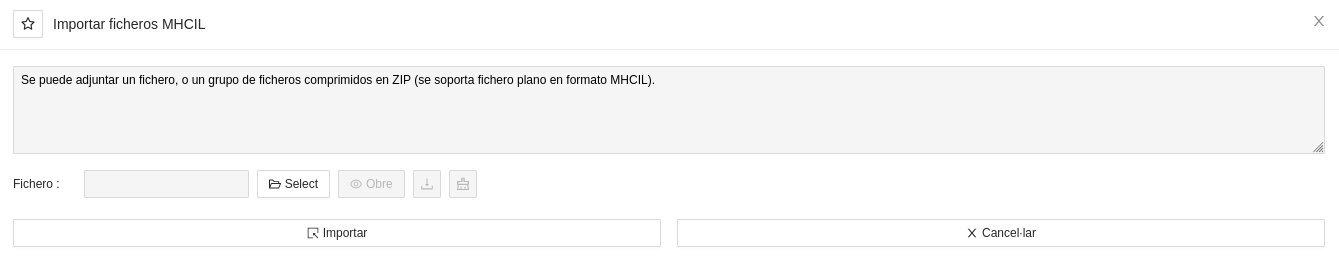 Importar ficheros MHCIL
Se puede adjuntar un fichero, o un grupo de ficheros comprimidos en ZIP (se soporta fichero plano en formato MHCIL).
Fichero : Select Obre
Importar Cancel·lar